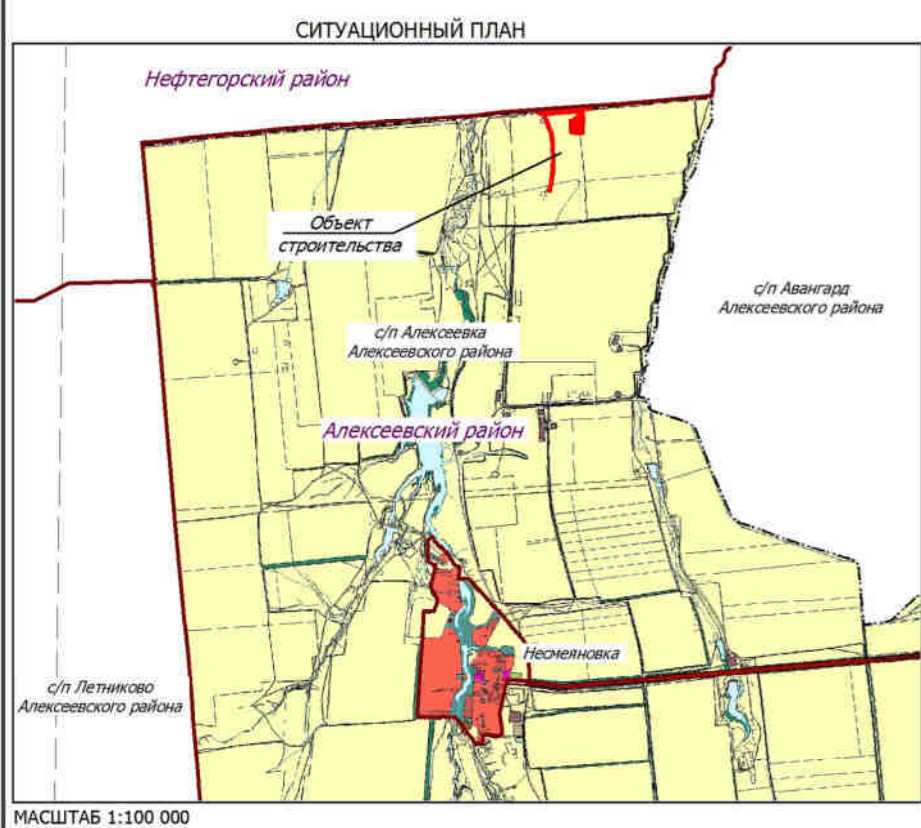 СИТУАЦИОННЫЙ ПЛАН
Нефтегорский район
Объект
строительства
с/п Авангард
Алексеевского района
с/п Алексеевка
Алексеевского района
Алексеевский район
Несмеяновка
с/п Летниково
Алексеевского района
МАСШТАБ 1:100 000